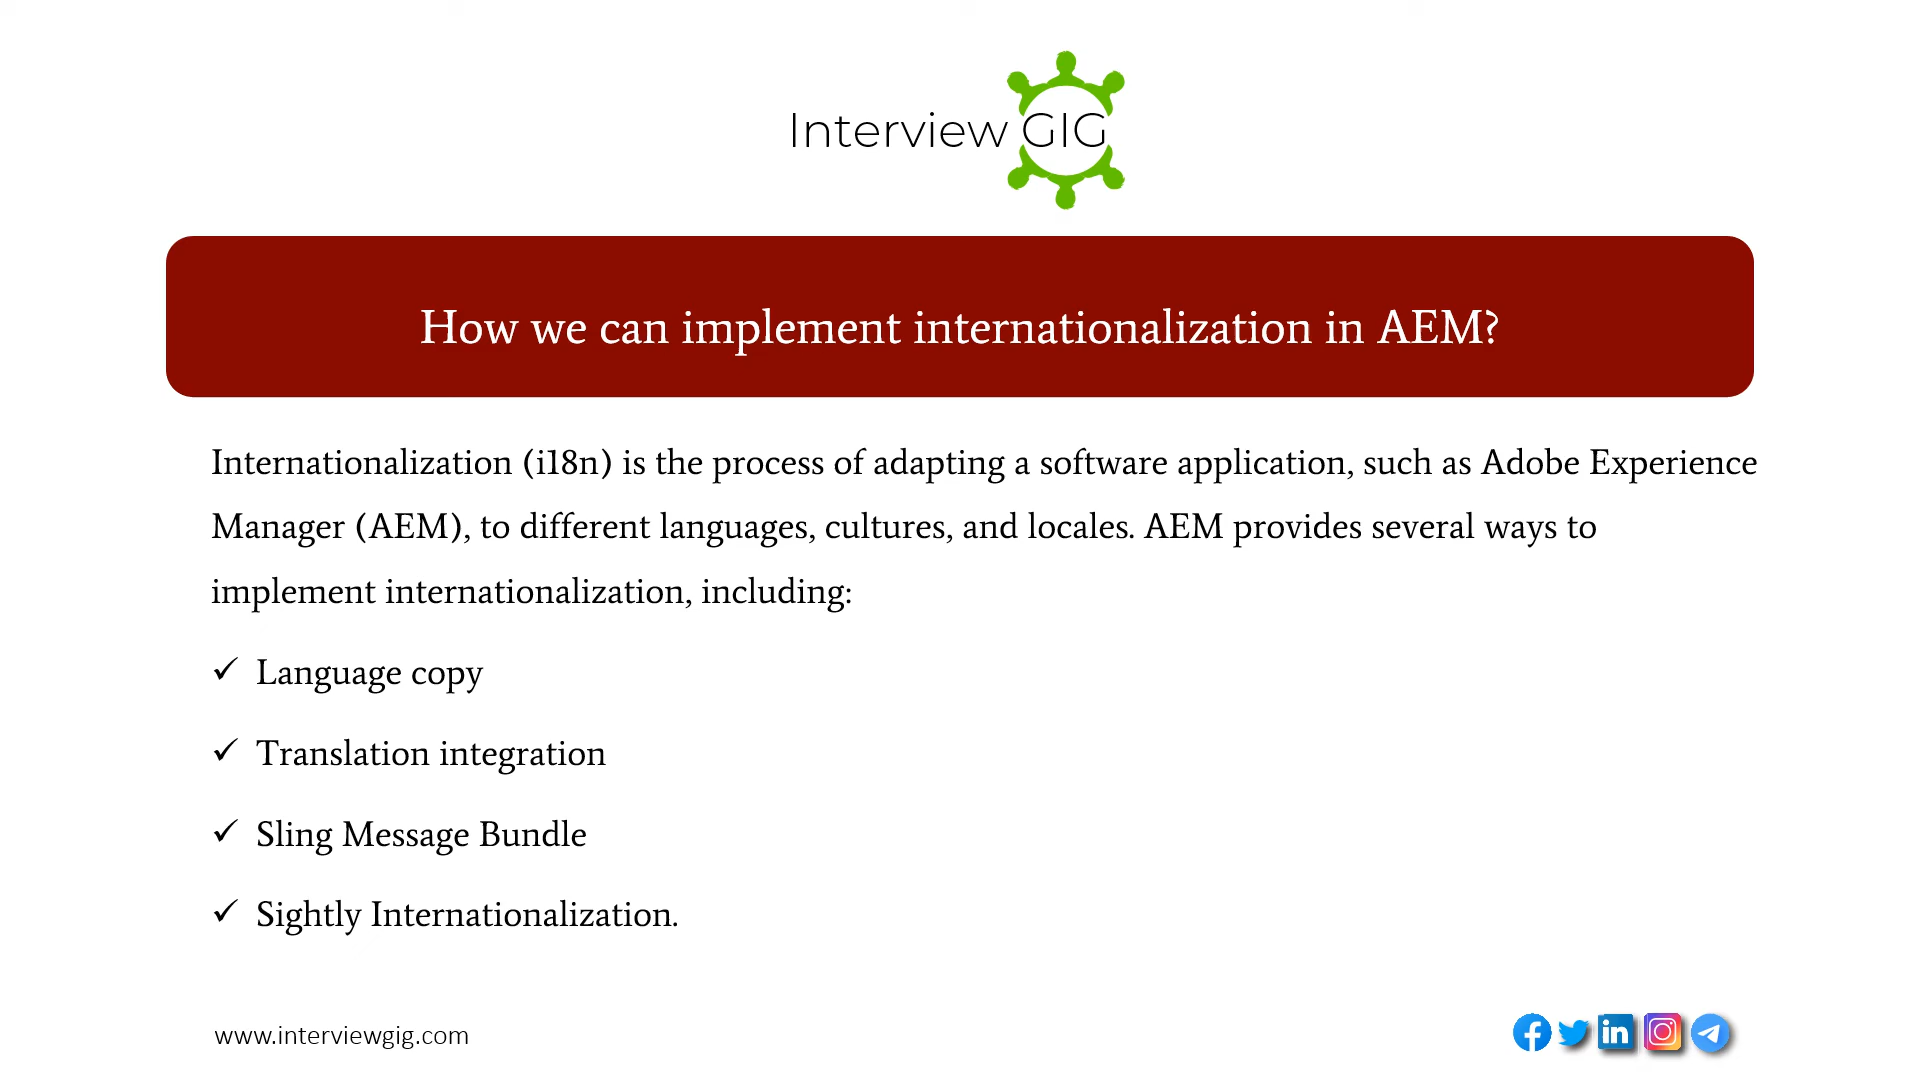 Interview GIG
How we can implement internationalization in AEM?
Internationalization (i18n) is the process of adapting a software application, such as Adobe Experience
Manager (AEM), to different languages, cultures, and locales. AEM provides several ways to
implement internationalization, including:
✓ Language copy
✓ Translation integration
✓ Sling Message Bundle
✓ Sightly Internationalization.
www.interviewgig.com